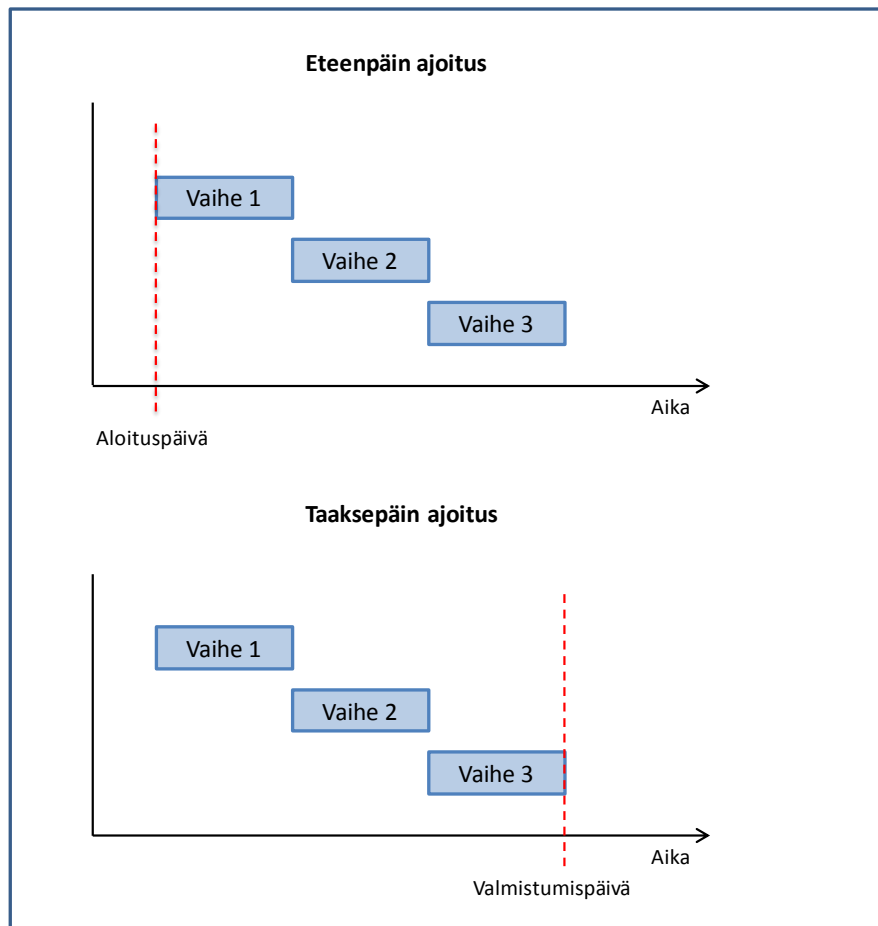 Eteenpäin ajoitus
Vaihe 1
Vaihe 2
Vaihe 3
Aika
Aloituspäivä
Taaksepäin ajoitus
Vaihe 1
Vaihe 2
Vaihe 3
Aika
Valmistumispäivä